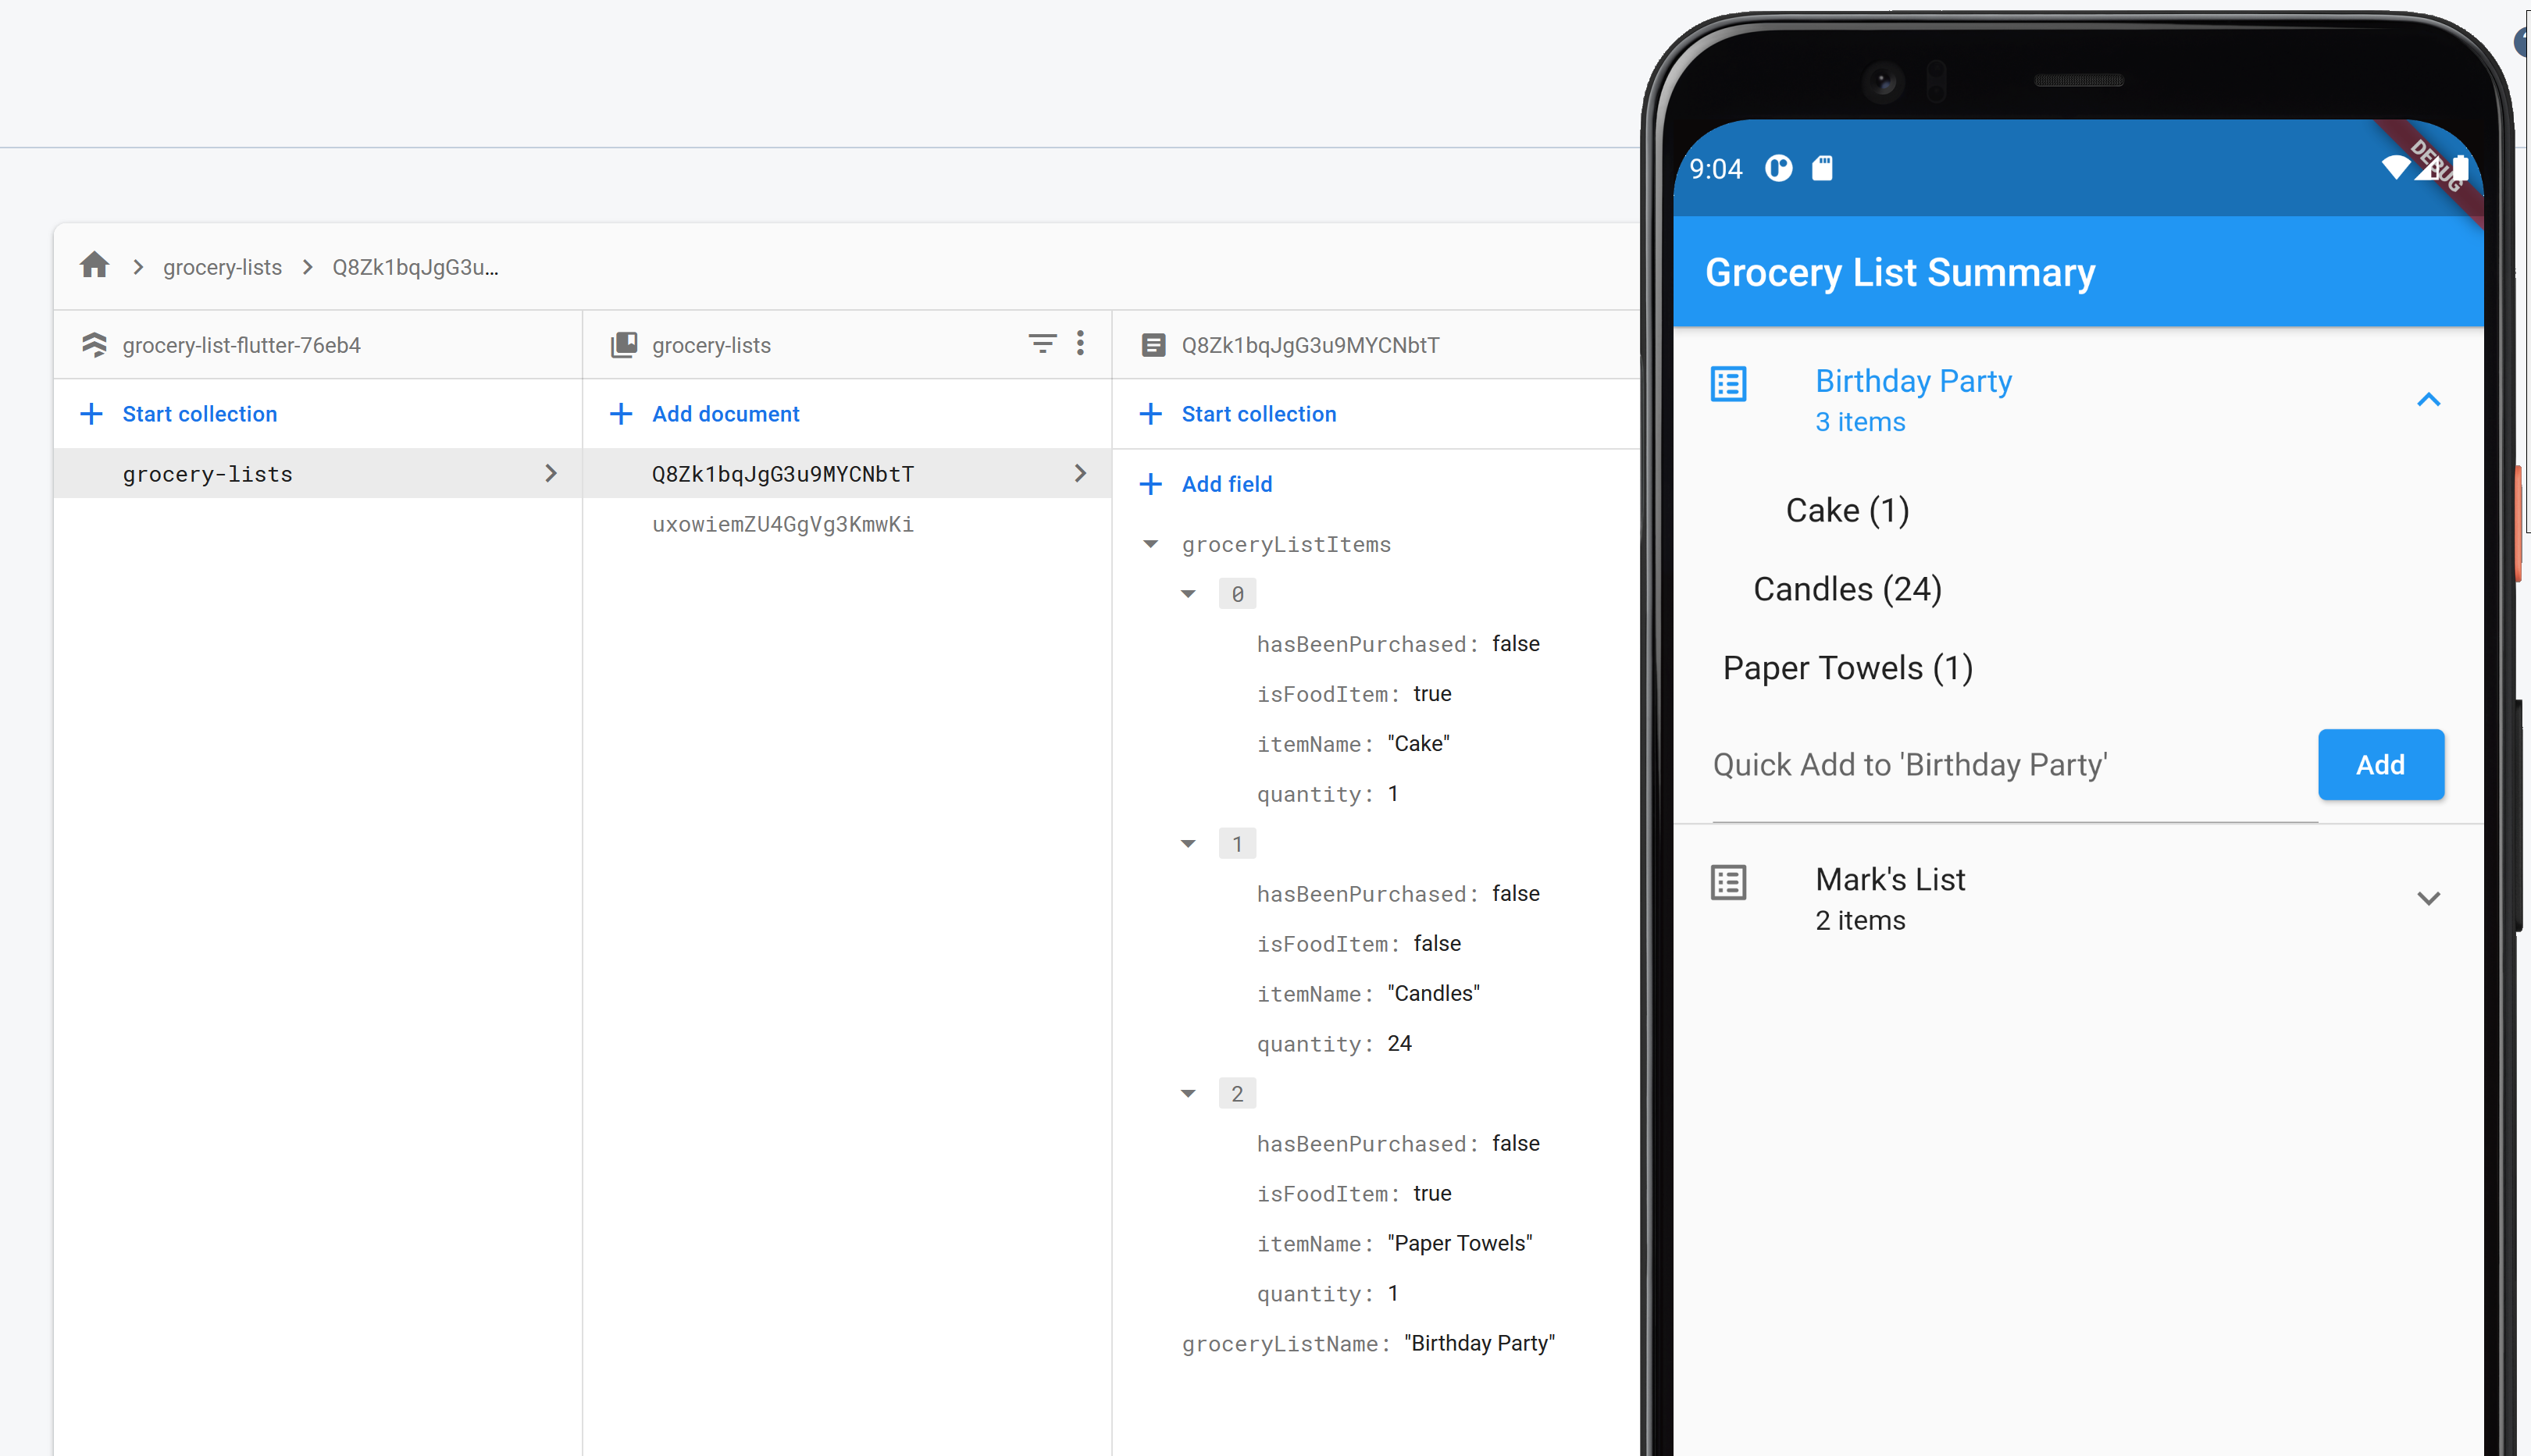 grocery-lists
Q8Zk1bqJgG3u...
grocery-list-flutter-76eb4
Start collection
grocery-lists
grocery-lists
Add document
Q8Zk1bqJgG3u9MYCNbtT
uxowiemZU4GgVg3KmwKi
Q8Zk1bqJgG3u9MYCNbtT
Start collection
Add field
groceryListItems
0
hasBeenPurchased: false
isFoodItem: true
itemName: "Cake"
quantity: 1
1
hasBeenPurchased: false
isFoodItem: false
itemName: "Candles"
quantity: 24
2
hasBeenPurchased: false
isFoodItem: true
itemName: "Paper Towels"
quantity: 1
groceryListName: "Birthday Party"
9:04
DEBUG
Grocery List Summary
Birthday Party
3 items
Cake (1)
Candles (24)
Paper Towels (1)
Quick Add to 'Birthday Party'
Add
Mark's List
2 items